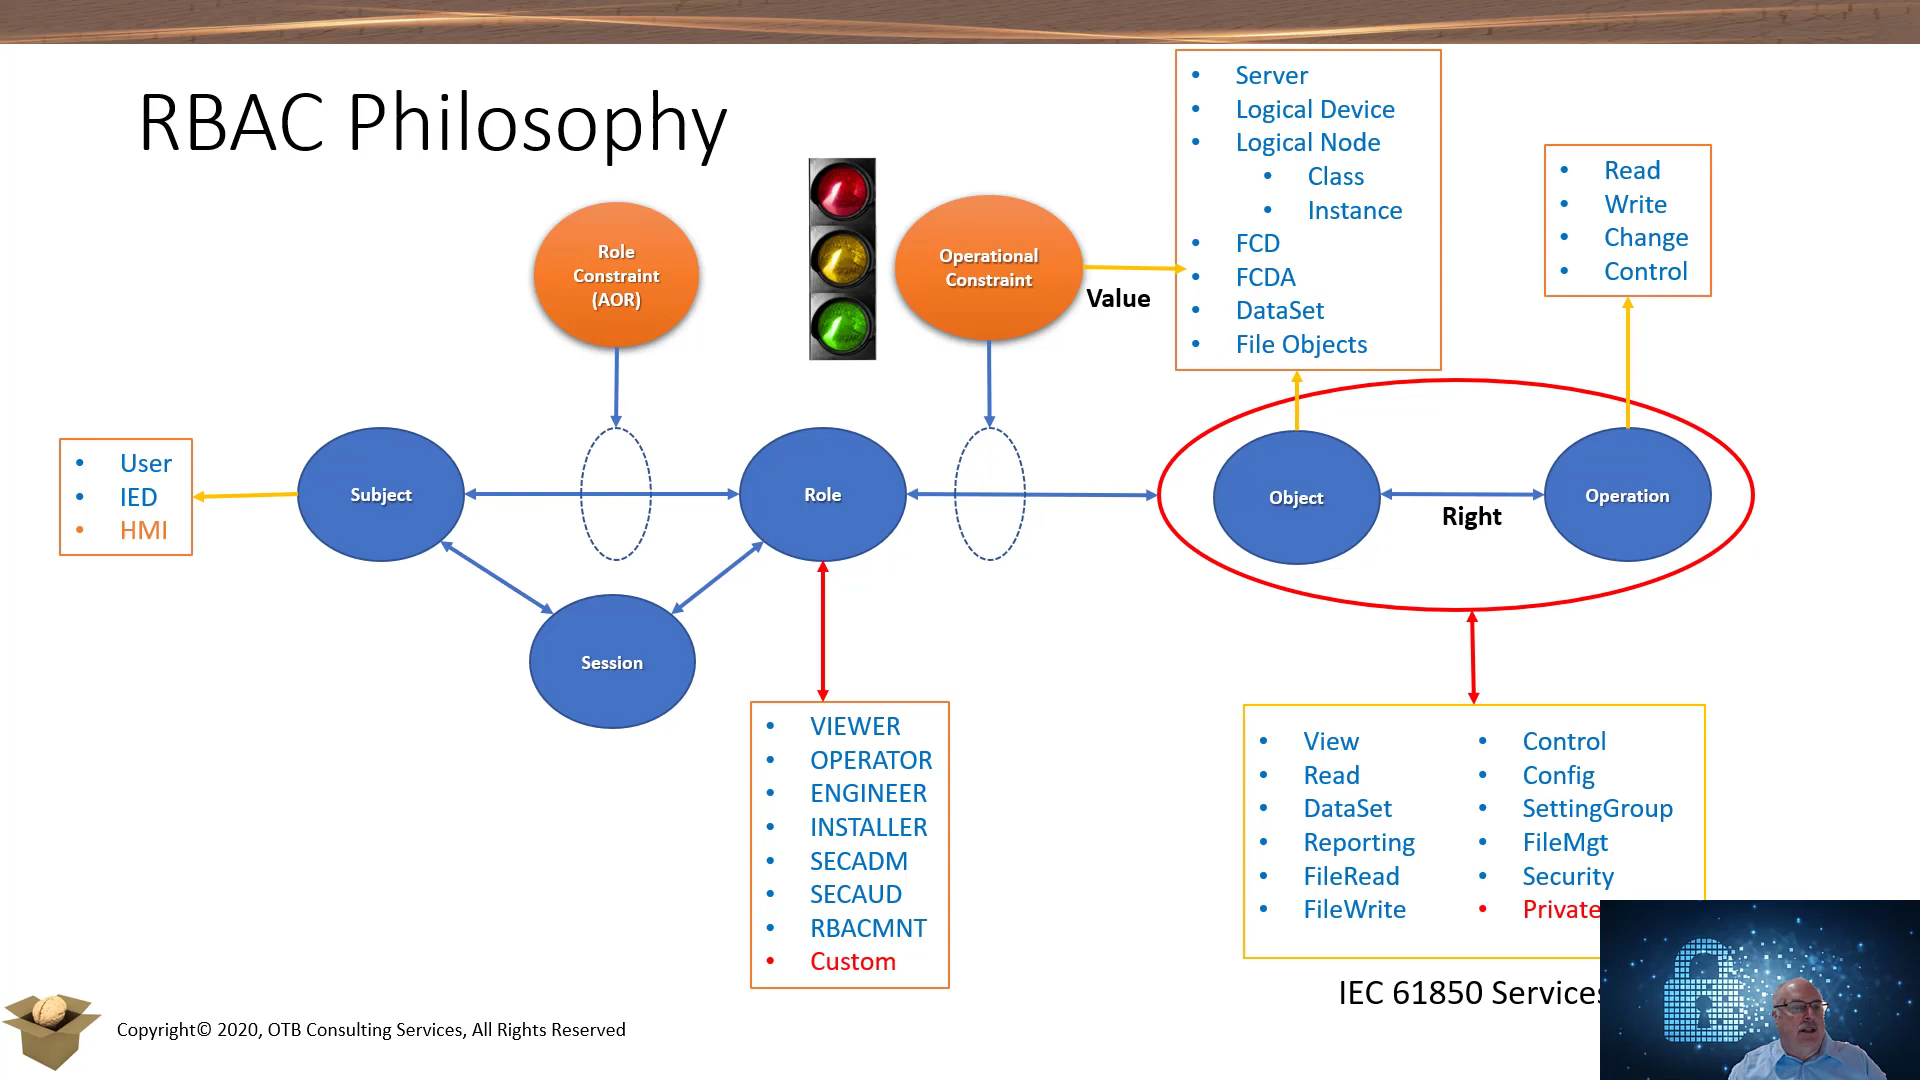 RBAC Philosophy
Role
Constraint
(AOR)
Operational
Constraint
Value
• Server
• Logical Device
• Logical Node
• Class
• Instance
• FCD
• FCDA
• DataSet
• File Objects
• Read
• Write
• Change
• Control
• User
• IED
• HMI
Subject
Role
Object
Right
Operation
Session
• VIEWER
• OPERATOR
• ENGINEER
• INSTALLER
• SECADM
• SECAUD
• RBACMNT
• Custom
• View
• Read
• DataSet
• Reporting
• FileRead
• FileWrite
• Control
• Config
• SettingGroup
• FileMgt
• Security
• Private
IEC 61850 Services
Copyright© 2020, OTB Consulting Services, All Rights Reserved